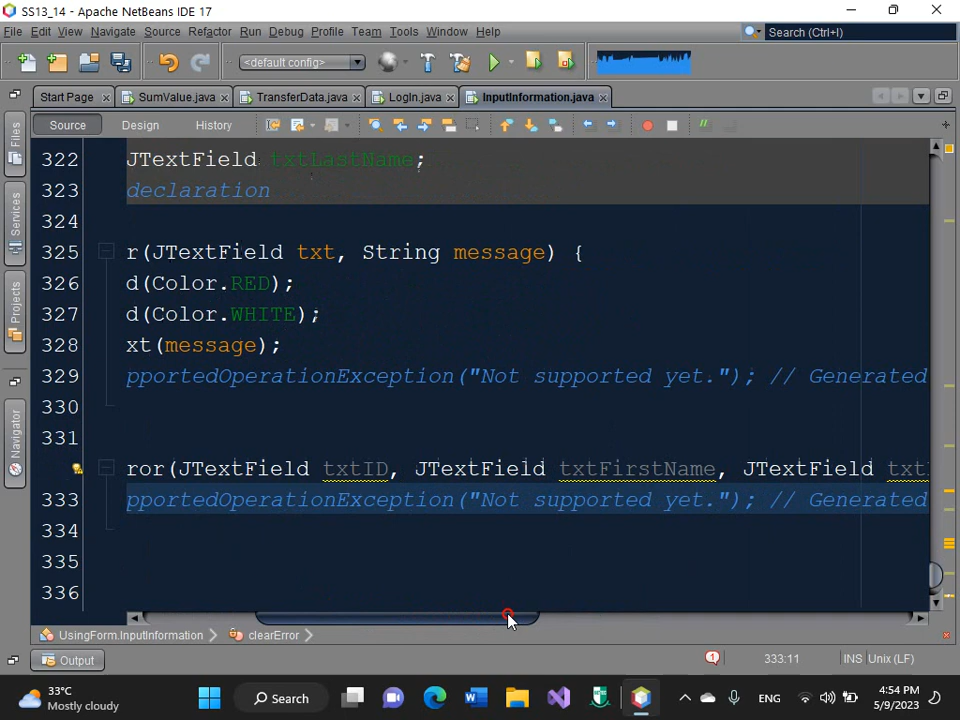 SS13_14 - Apache NetBeans IDE 17
File Edit View Navigate Source Refactor Run Debug Profile Team Tools Window Help
Search (Ctrl+I)
<default config>
Start Page SumValue.java TransferData.java LogIn.java InputInformation.java
Source Design History
322 JTextField txtLastName;
323 declaration
324
325 r(JTextField txt, String message) {
326 d(Color.RED);
327 d(Color.WHITE);
328 xt(message);
329 pportedOperationException("Not supported yet."); // Generated
330
331
ror(JTextField txtID, JTextField txtFirstName, JTextField
333 pportedOperationException("Not supported yet."); // Generated
334
335
336
Files
Services
Projects
Navigator
UsingForm.InputInformation clearError
Output
1
333:11 INS Unix (LF)
33°C
Mostly cloudy
Search
ENG
4:54 PM
5/9/2023